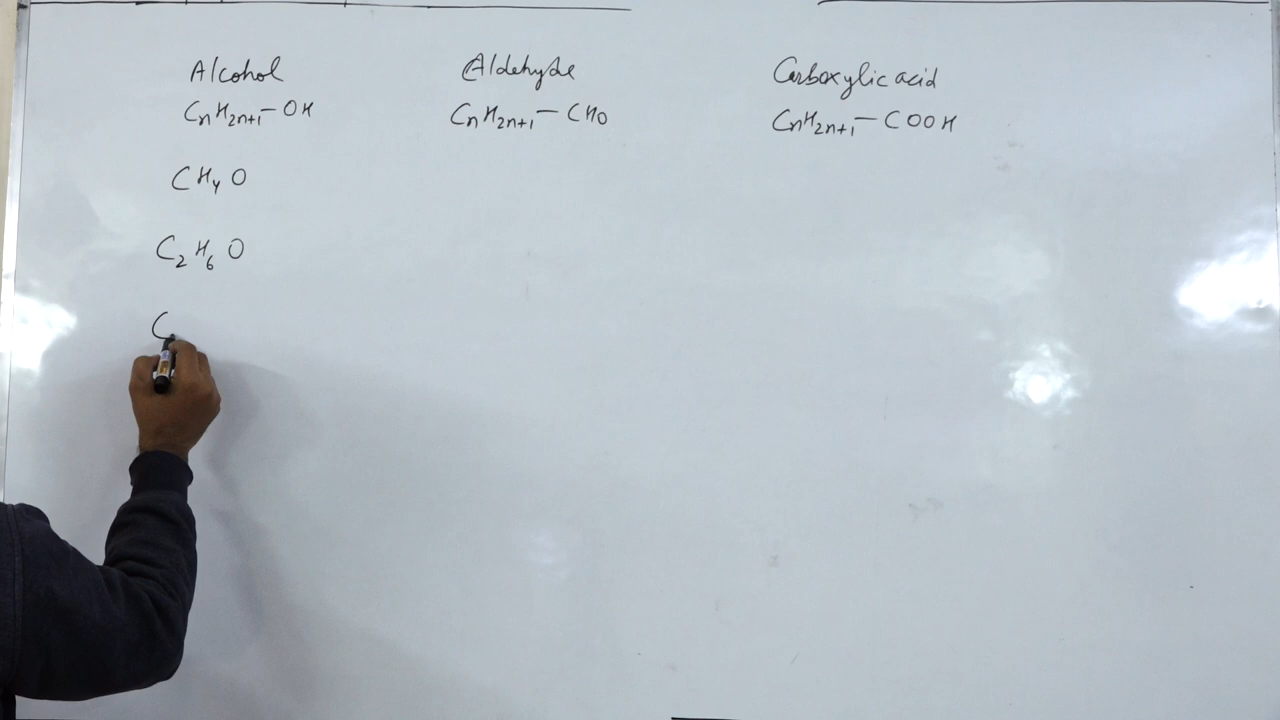 Alcohol
CnH2n+1-OH
CH4O
C2H6O
C
Aldehyde
CnH2n+1-CHO
Carboxylic acid
CnH2n+1-COOH